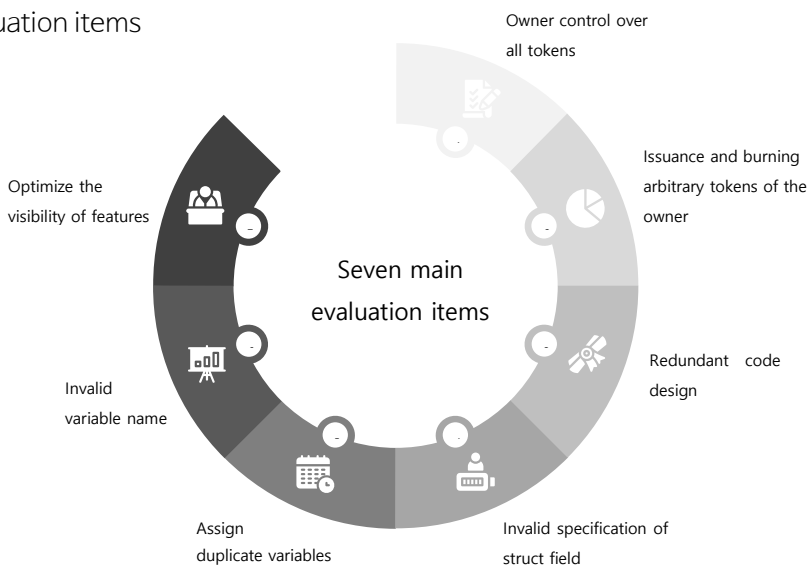 uation items
Owner control over
all tokens
Issuance and burning
arbitrary tokens of the
owner
Redundant code
design
Invalid specification of
struct field
Assign
duplicate variables
Invalid
variable name
Optimize the
visibility of features
Seven main
evaluation items